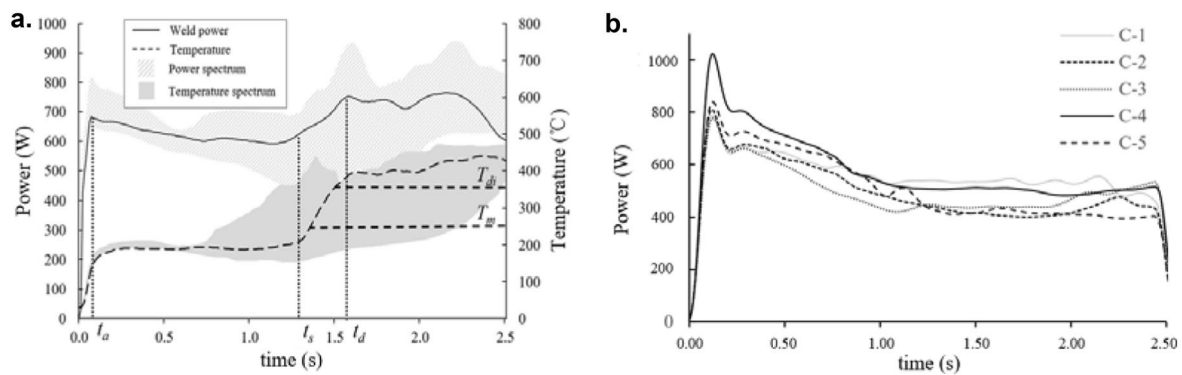 a.
1000
900
800
700
600
500
400
300
200
100
0
Power (W)
Weld power
Temperature
Power spectrum
Temperature spectrum
800
700
600
500
400
300
200
100
0
Temperature (℃)
T_db
T_m
0.0
t_a
0.5
1.0
t_s
1.5
t_d
2.0
2.5
time (s)
b.
1000
800
600
400
200
0
Power (W)
C-1
C-2
C-3
C-4
C-5
0.00
0.50
1.00
1.50
2.00
2.50
time (s)